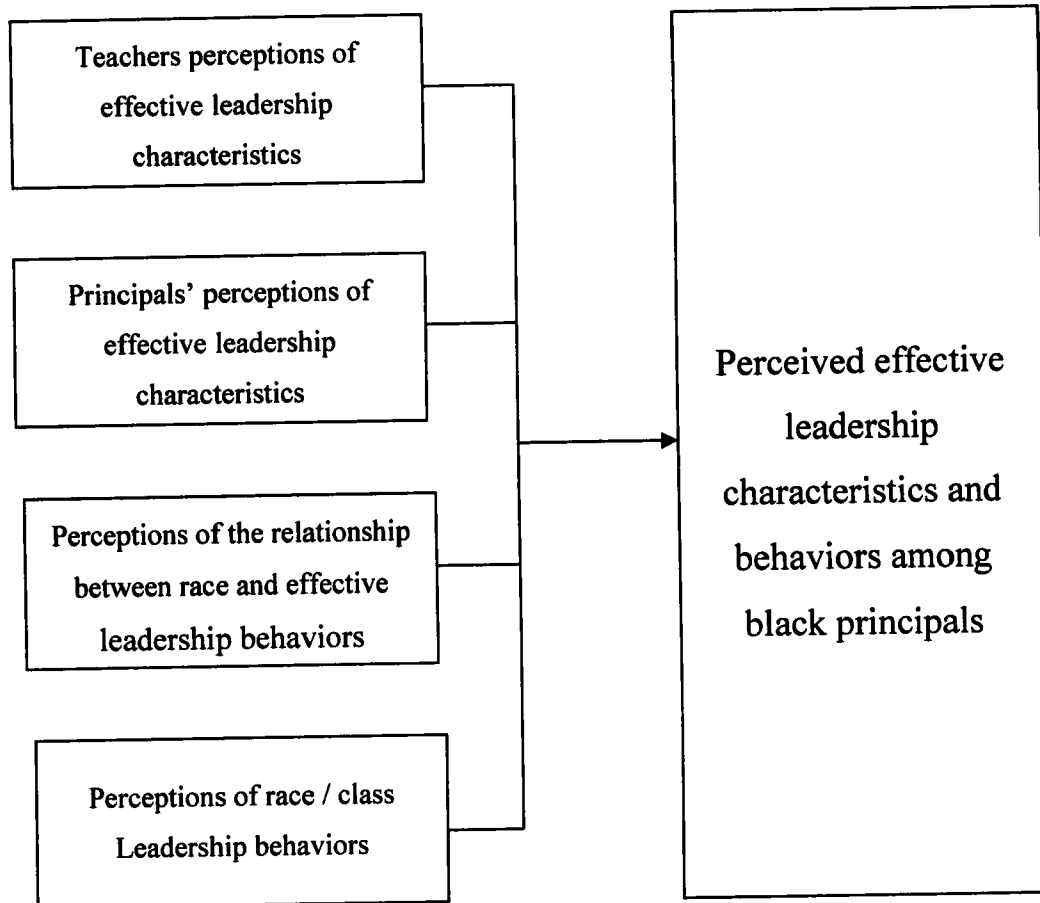 Teachers perceptions of
effective leadership
characteristics
Principals’ perceptions of
effective leadership
characteristics
Perceptions of the relationship
between race and effective
leadership behaviors
Perceptions of race / class
Leadership behaviors
Perceived effective
leadership
characteristics and
behaviors among
black principals